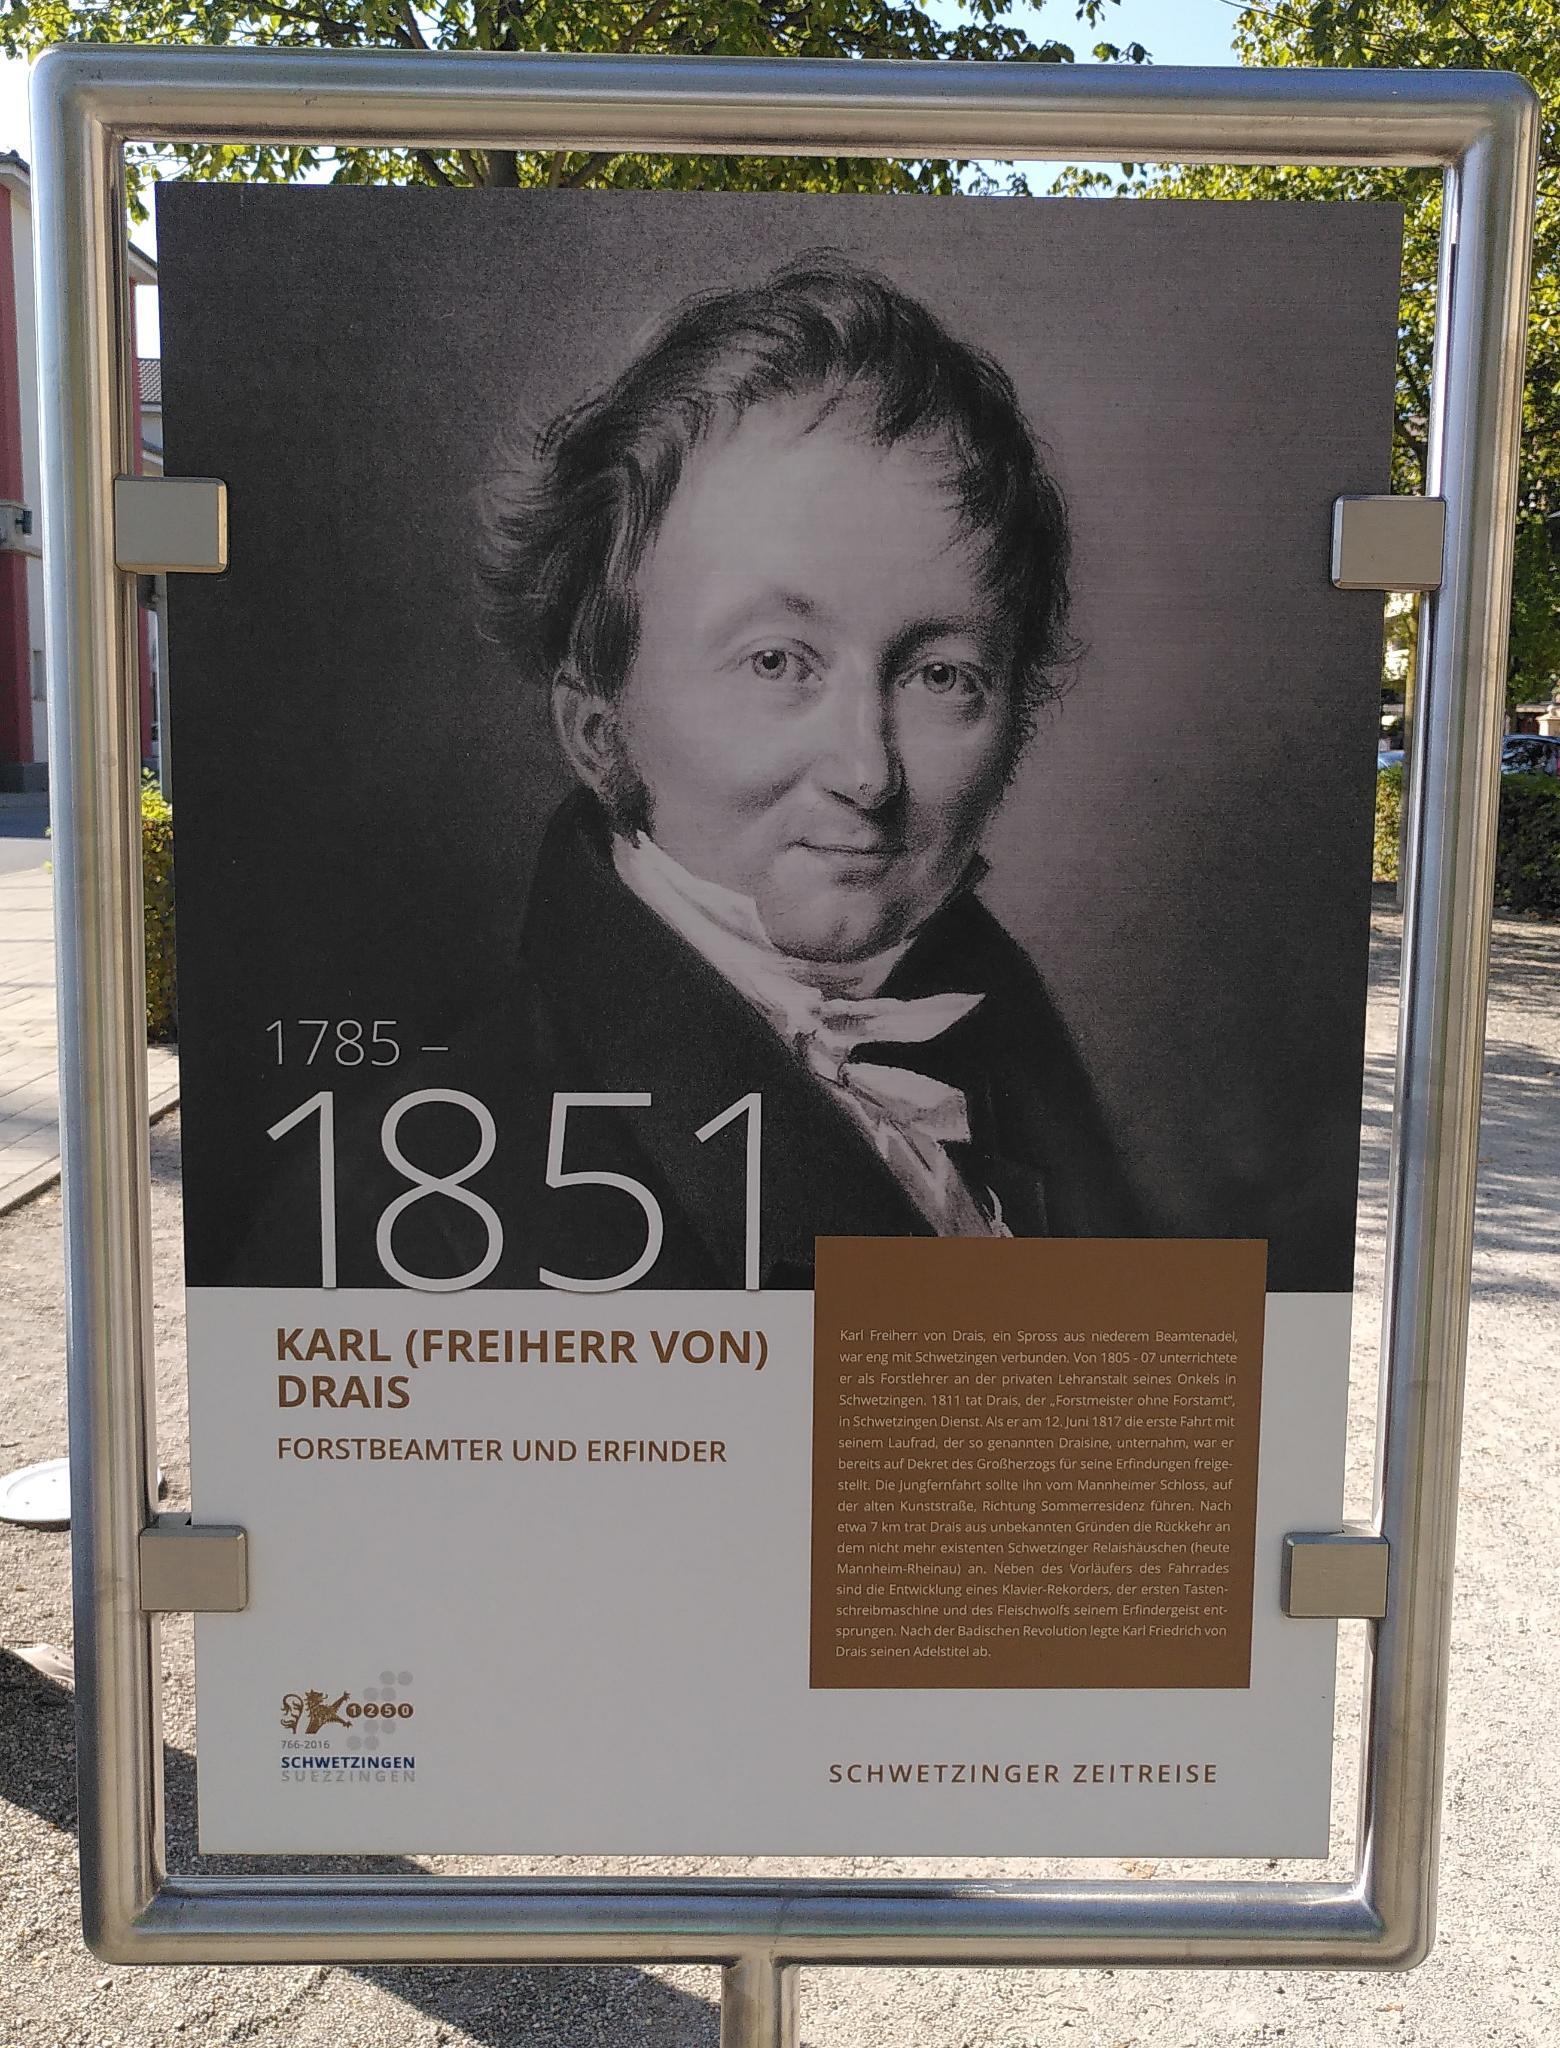 1785 –
1851
KARL (FREIHERR VON)
DRAIS
FORSTBEAMTER UND ERFINDER
Karl Freiherr von Drais, ein Spross aus niederem Beamtenadel,
war eng mit Schwetzingen verbunden. Von 1805 - 07 unterrichtete
er als Forstlehrer an der privaten Lehranstalt seines Onkels in
Schwetzingen. 1811 tat Drais, der „Forstmeister ohne Forstamt“,
in Schwetzingen Dienst. Als er am 12. Juni 1817 die erste Fahrt mit
seinem Laufrad, der so genannten Draisine, unternahm, war er
bereits auf Dekret des Großherzogs für seine Erfindungen freige-
stellt. Die Jungfernfahrt sollte ihn vom Mannheimer Schloss, auf
der alten Kunststraße, Richtung Sommerresidenz führen. Nach
etwa 7 km trat Drais aus unbekannten Gründen die Rückkehr an
dem nicht mehr existenten Schwetzinger Relaishäuschen (heute
Mannheim-Rheinau) an. Neben des Vorläufers des Fahrrades
sind die Entwicklung eines Klavier-Rekorders, der ersten Tasten-
schreibmaschine und des Fleischwolfs seinem Erfindergeist ent-
sprungen. Nach der Badischen Revolution legte Karl Friedrich von
Drais seinen Adelstitel ab.
1250
766-2016
SCHWETZINGEN
SUEZZINGEN
SCHWETZINGER ZEITREISE